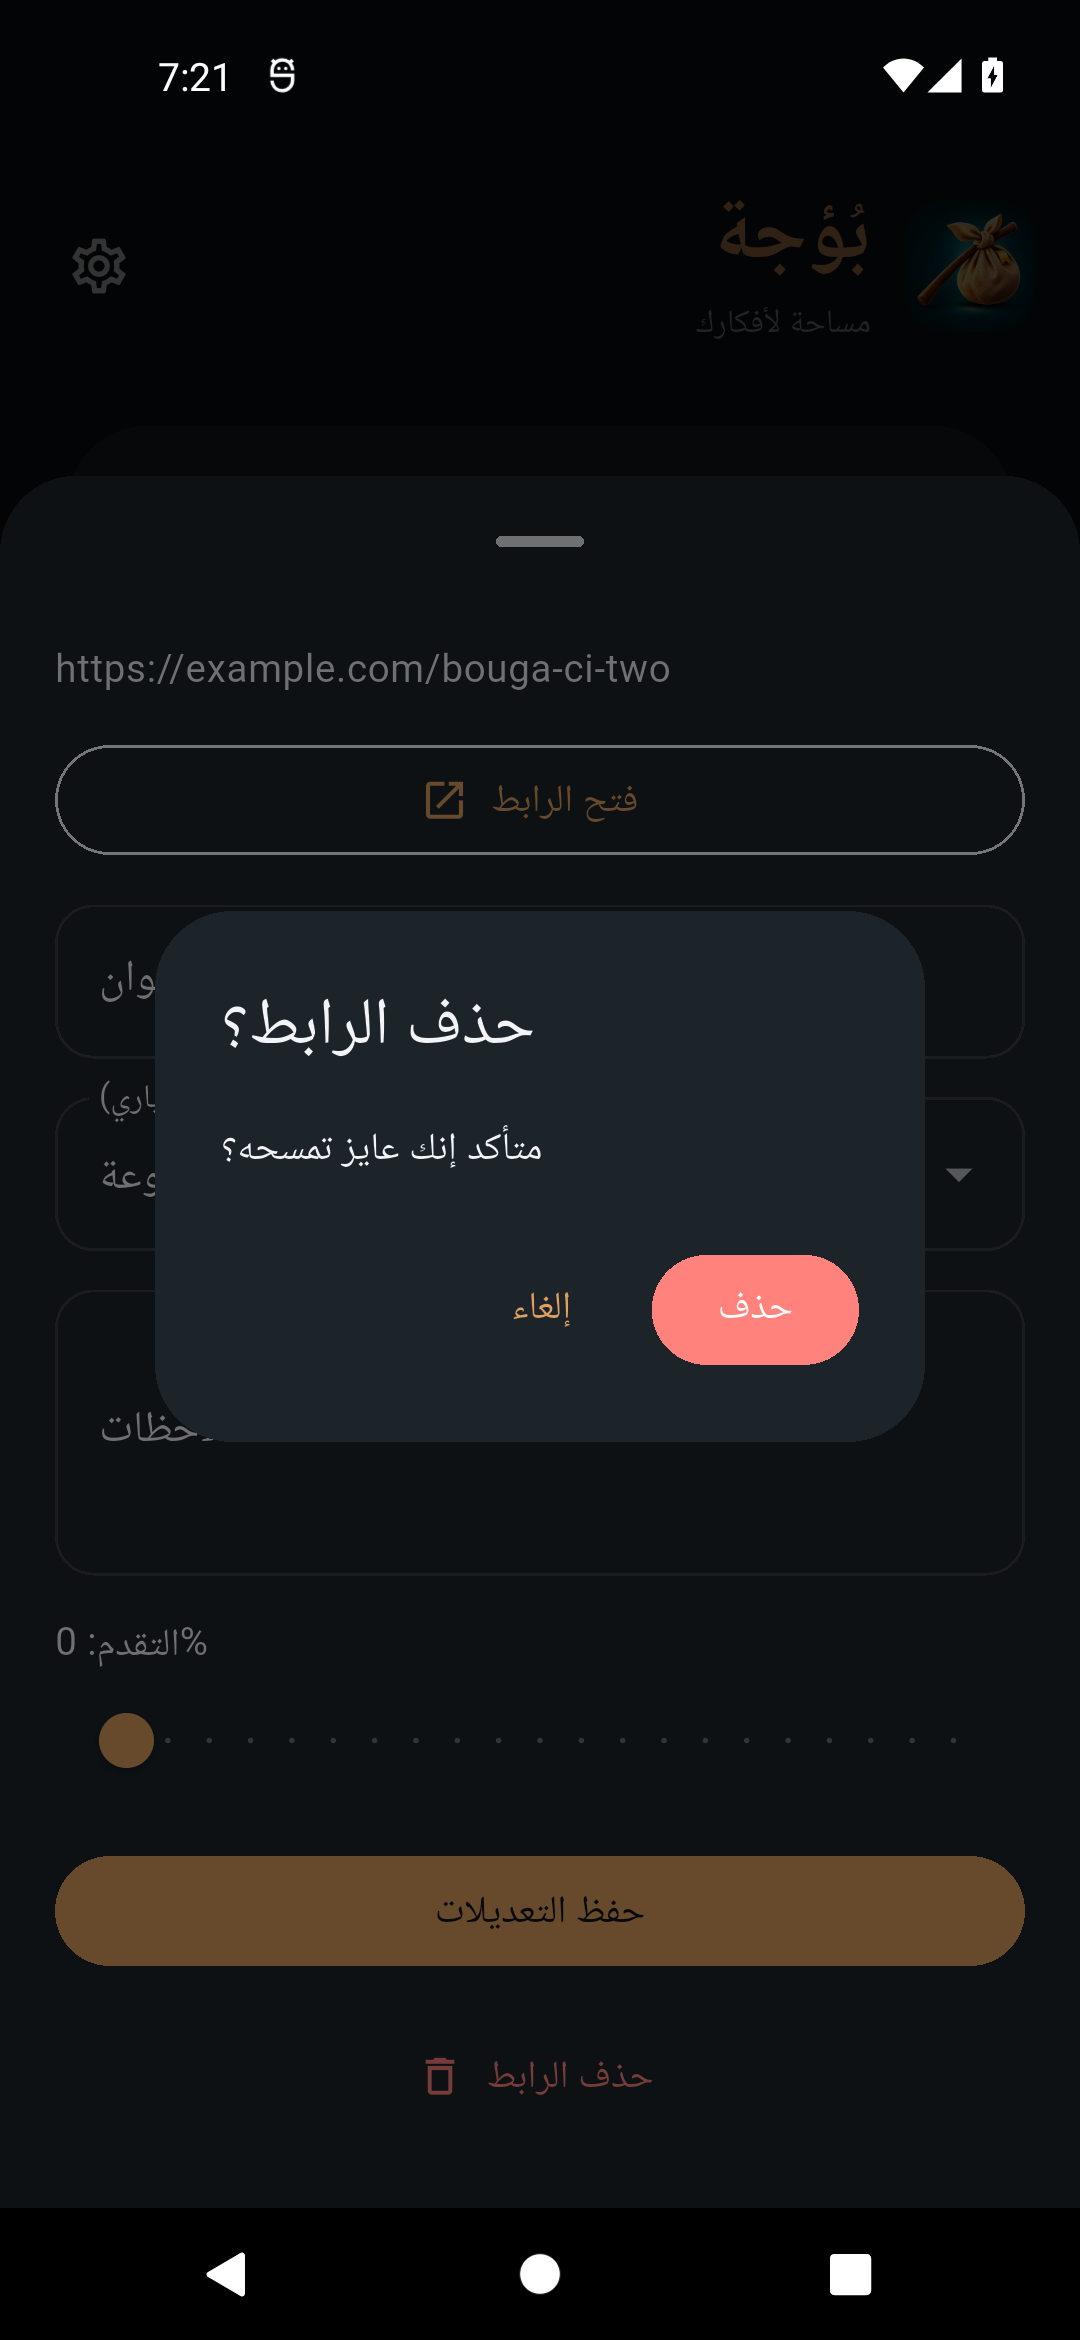 7:21
بُؤجة
مساحة لأفكارك
https://example.com/bouga-ci-two
فتح الرابط
حذف الرابط؟
متأكد إنك عايز تمسحه؟
إلغاء
حذف
التقدم: 0%
حفظ التعديلات
حذف الرابط